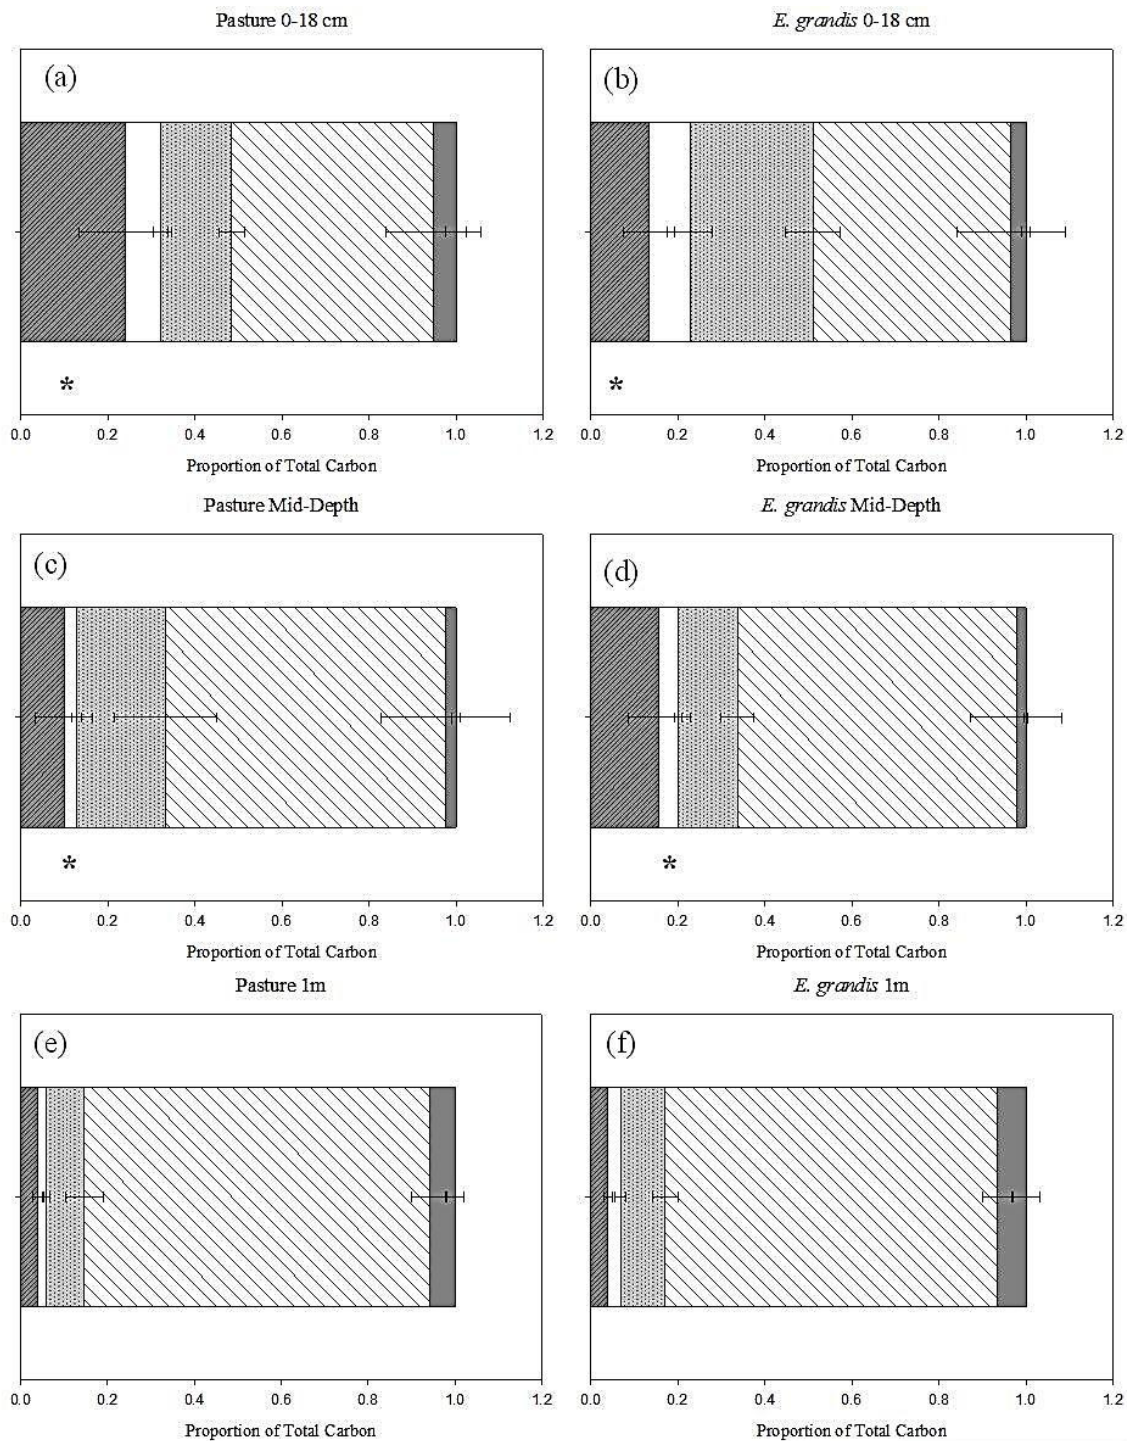 Pasture 0-18 cm
(a)
*
0.0 0.2 0.4 0.6 0.8 1.0 1.2
Proportion of Total Carbon
E. grandis 0-18 cm
(b)
*
0.0 0.2 0.4 0.6 0.8 1.0 1.2
Proportion of Total Carbon
Pasture Mid-Depth
(c)
*
0.0 0.2 0.4 0.6 0.8 1.0 1.2
Proportion of Total Carbon
E. grandis Mid-Depth
(d)
*
0.0 0.2 0.4 0.6 0.8 1.0 1.2
Proportion of Total Carbon
Pasture 1m
(e)
0.0 0.2 0.4 0.6 0.8 1.0 1.2
Proportion of Total Carbon
E. grandis 1m
(f)
0.0 0.2 0.4 0.6 0.8 1.0 1.2
Proportion of Total Carbon